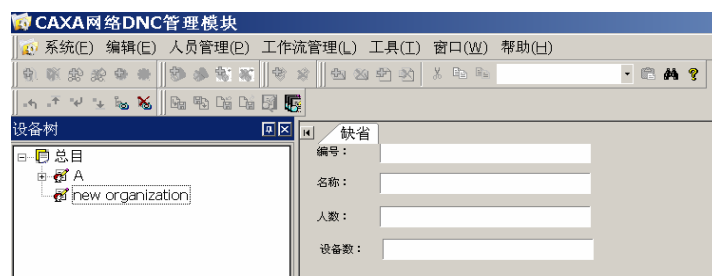 CAXA网络DNC管理模块
系统(E) 编辑(E) 人员管理(P) 工作流管理(L) 工具(T) 窗口(W) 帮助(H)
设备树
缺省
总目
A
new organization
编号：
名称：
人数：
设备数：